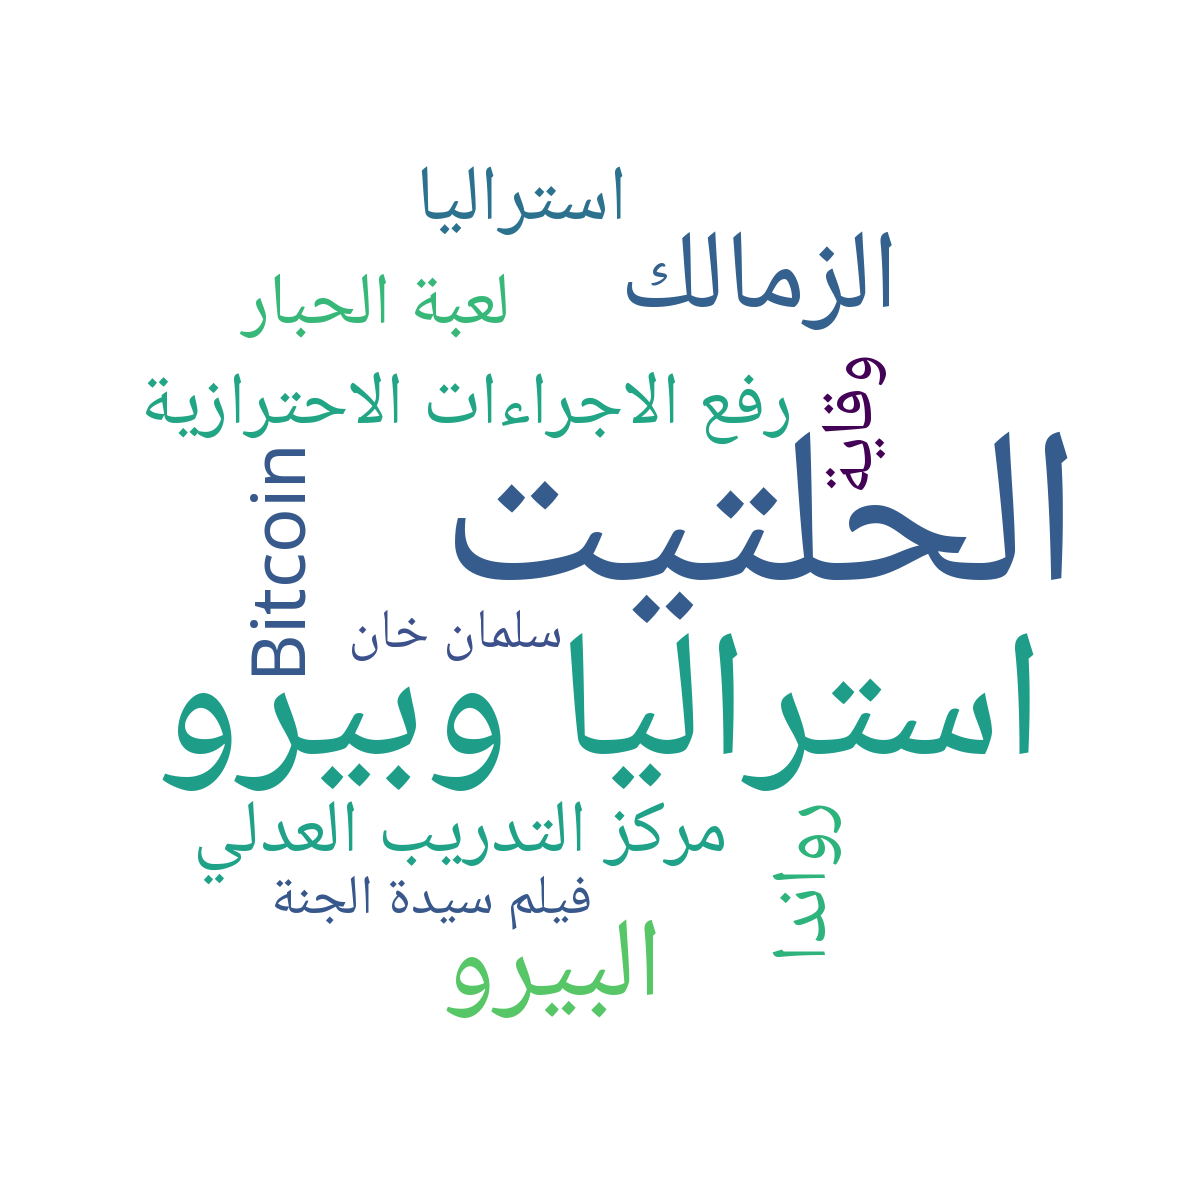 استراليا
الزمالك
لعبة الحبار
وقاية
رفع الاجراءات الاحترازية
الحلتيت
Bitcoin
سلمان خان
استراليا وبيرو
مركز التدريب العدلي
رواندا
فيلم سيدة الجنة
البيرو